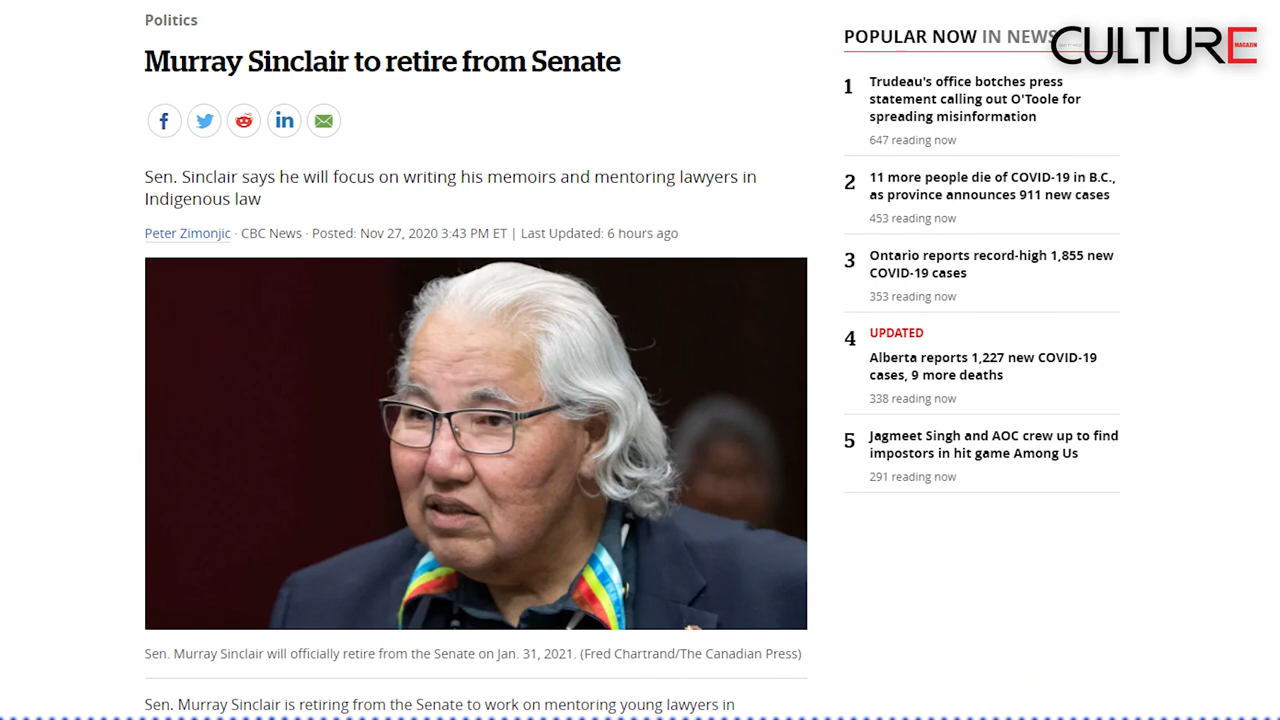 Politics
Murray Sinclair to retire from Senate
Sen. Sinclair says he will focus on writing his memoirs and mentoring lawyers in
Indigenous law
Peter Zimonjic · CBC News · Posted: Nov 27, 2020 3:43 PM ET | Last Updated: 6 hours ago
Sen. Murray Sinclair will officially retire from the Senate on Jan. 31, 2021. (Fred Chartrand/The Canadian Press)
Sen. Murray Sinclair is retiring from the Senate to work on mentoring young lawyers in
POPULAR NOW IN NEWS
CULTURE
MAGAZIN
1
Trudeau's office botches press
statement calling out O'Toole for
spreading misinformation
647 reading now
2
11 more people die of COVID-19 in B.C.,
as province announces 911 new cases
453 reading now
3
Ontario reports record-high 1,855 new
COVID-19 cases
353 reading now
4
UPDATED
Alberta reports 1,227 new COVID-19
cases, 9 more deaths
338 reading now
5
Jagmeet Singh and AOC crew up to find
impostors in hit game Among Us
291 reading now